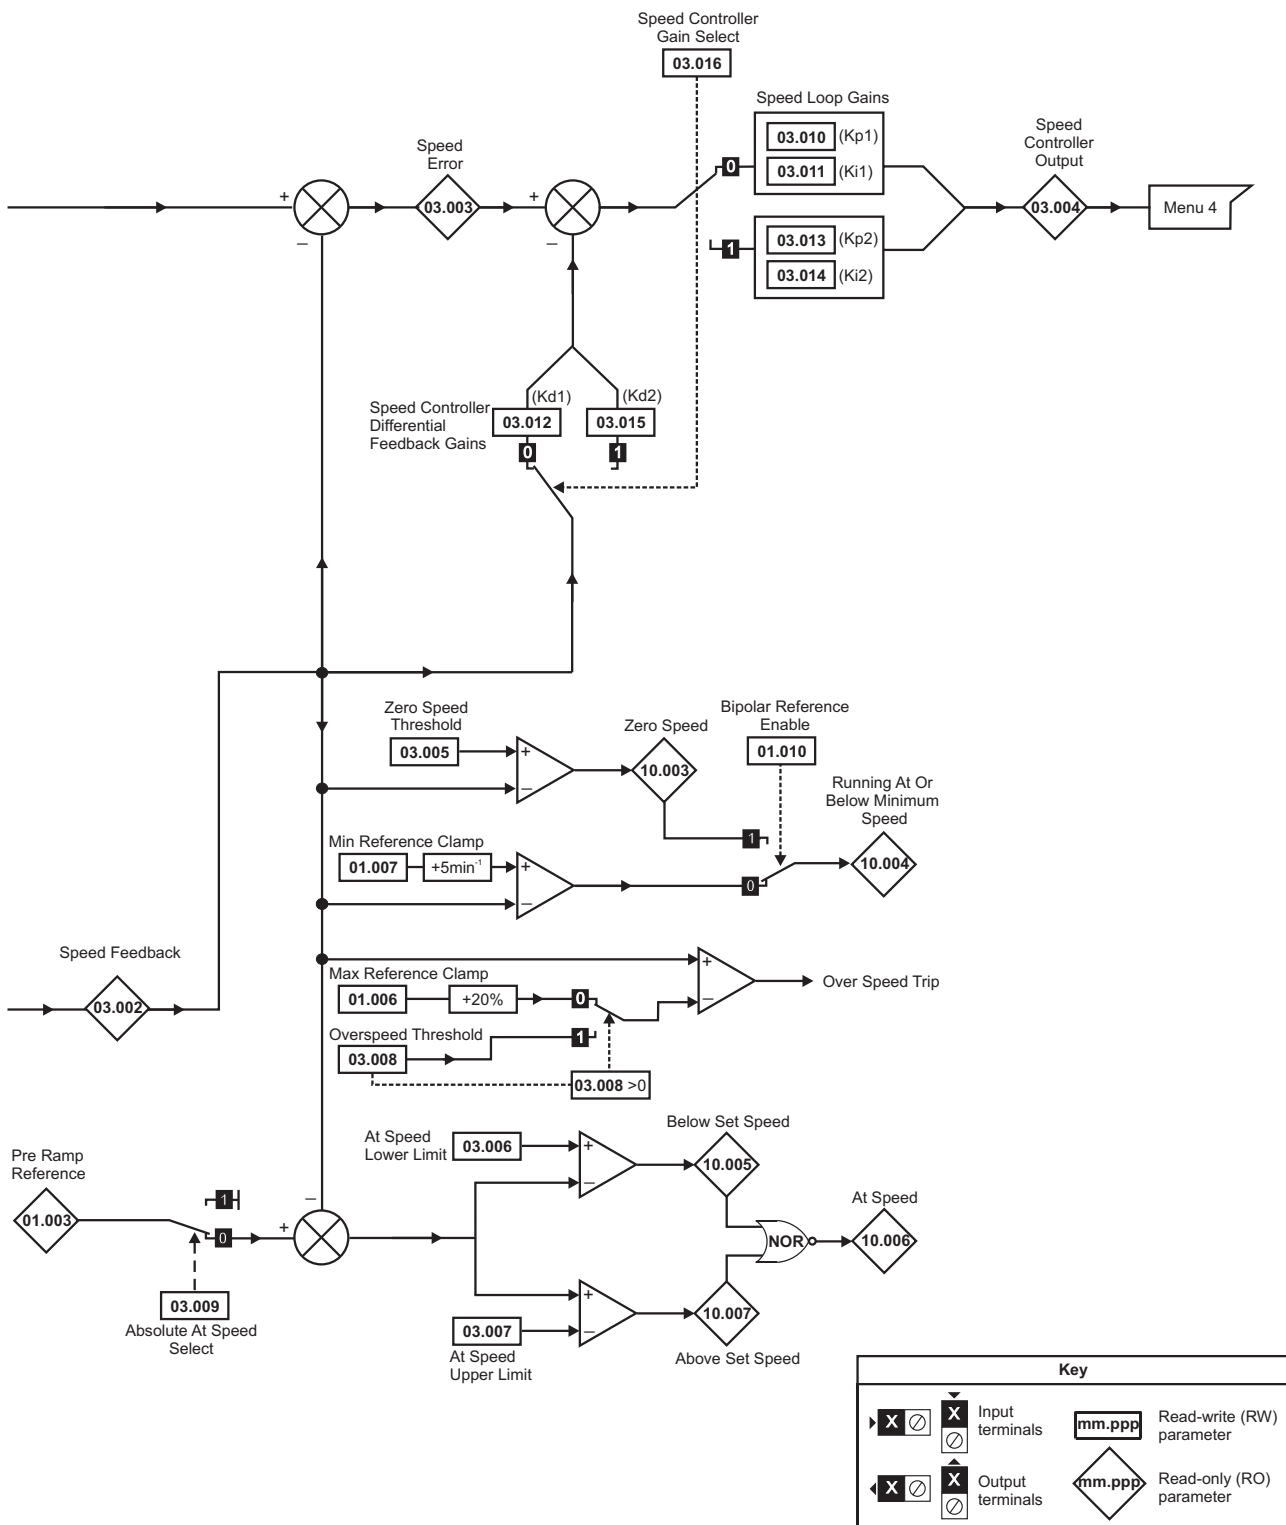 Speed Controller
Gain Select
03.016
Speed Loop Gains
03.010 (Kp1)
03.011 (Ki1)
0
03.013 (Kp2)
03.014 (Ki2)
1
Speed
Controller
Output
03.004
Menu 4
Speed
Error
+
–
03.003
+
–
(Kd1)
(Kd2)
Speed Controller
Differential
Feedback Gains
03.012
03.015
0
1
Zero Speed
Threshold
03.005
+
–
Zero Speed
10.003
Bipolar Reference
Enable
01.010
1
Running At Or
Below Minimum
Speed
10.004
Min Reference Clamp
01.007
+5min⁻¹
+
–
0
Speed Feedback
03.002
Max Reference Clamp
01.006
+20%
0
+
–
Over Speed Trip
Overspeed Threshold
03.008
1
03.008 >0
Pre Ramp
Reference
01.003
1
0
+
–
03.009
Absolute At Speed
Select
At Speed
Lower Limit
03.006
+
–
Below Set Speed
10.005
NOR
At Speed
10.006
+
–
03.007
At Speed
Upper Limit
10.007
Above Set Speed
Key
X
X
Input
terminals
mm.ppp
Read-write (RW)
parameter
X
X
Output
terminals
mm.ppp
Read-only (RO)
parameter